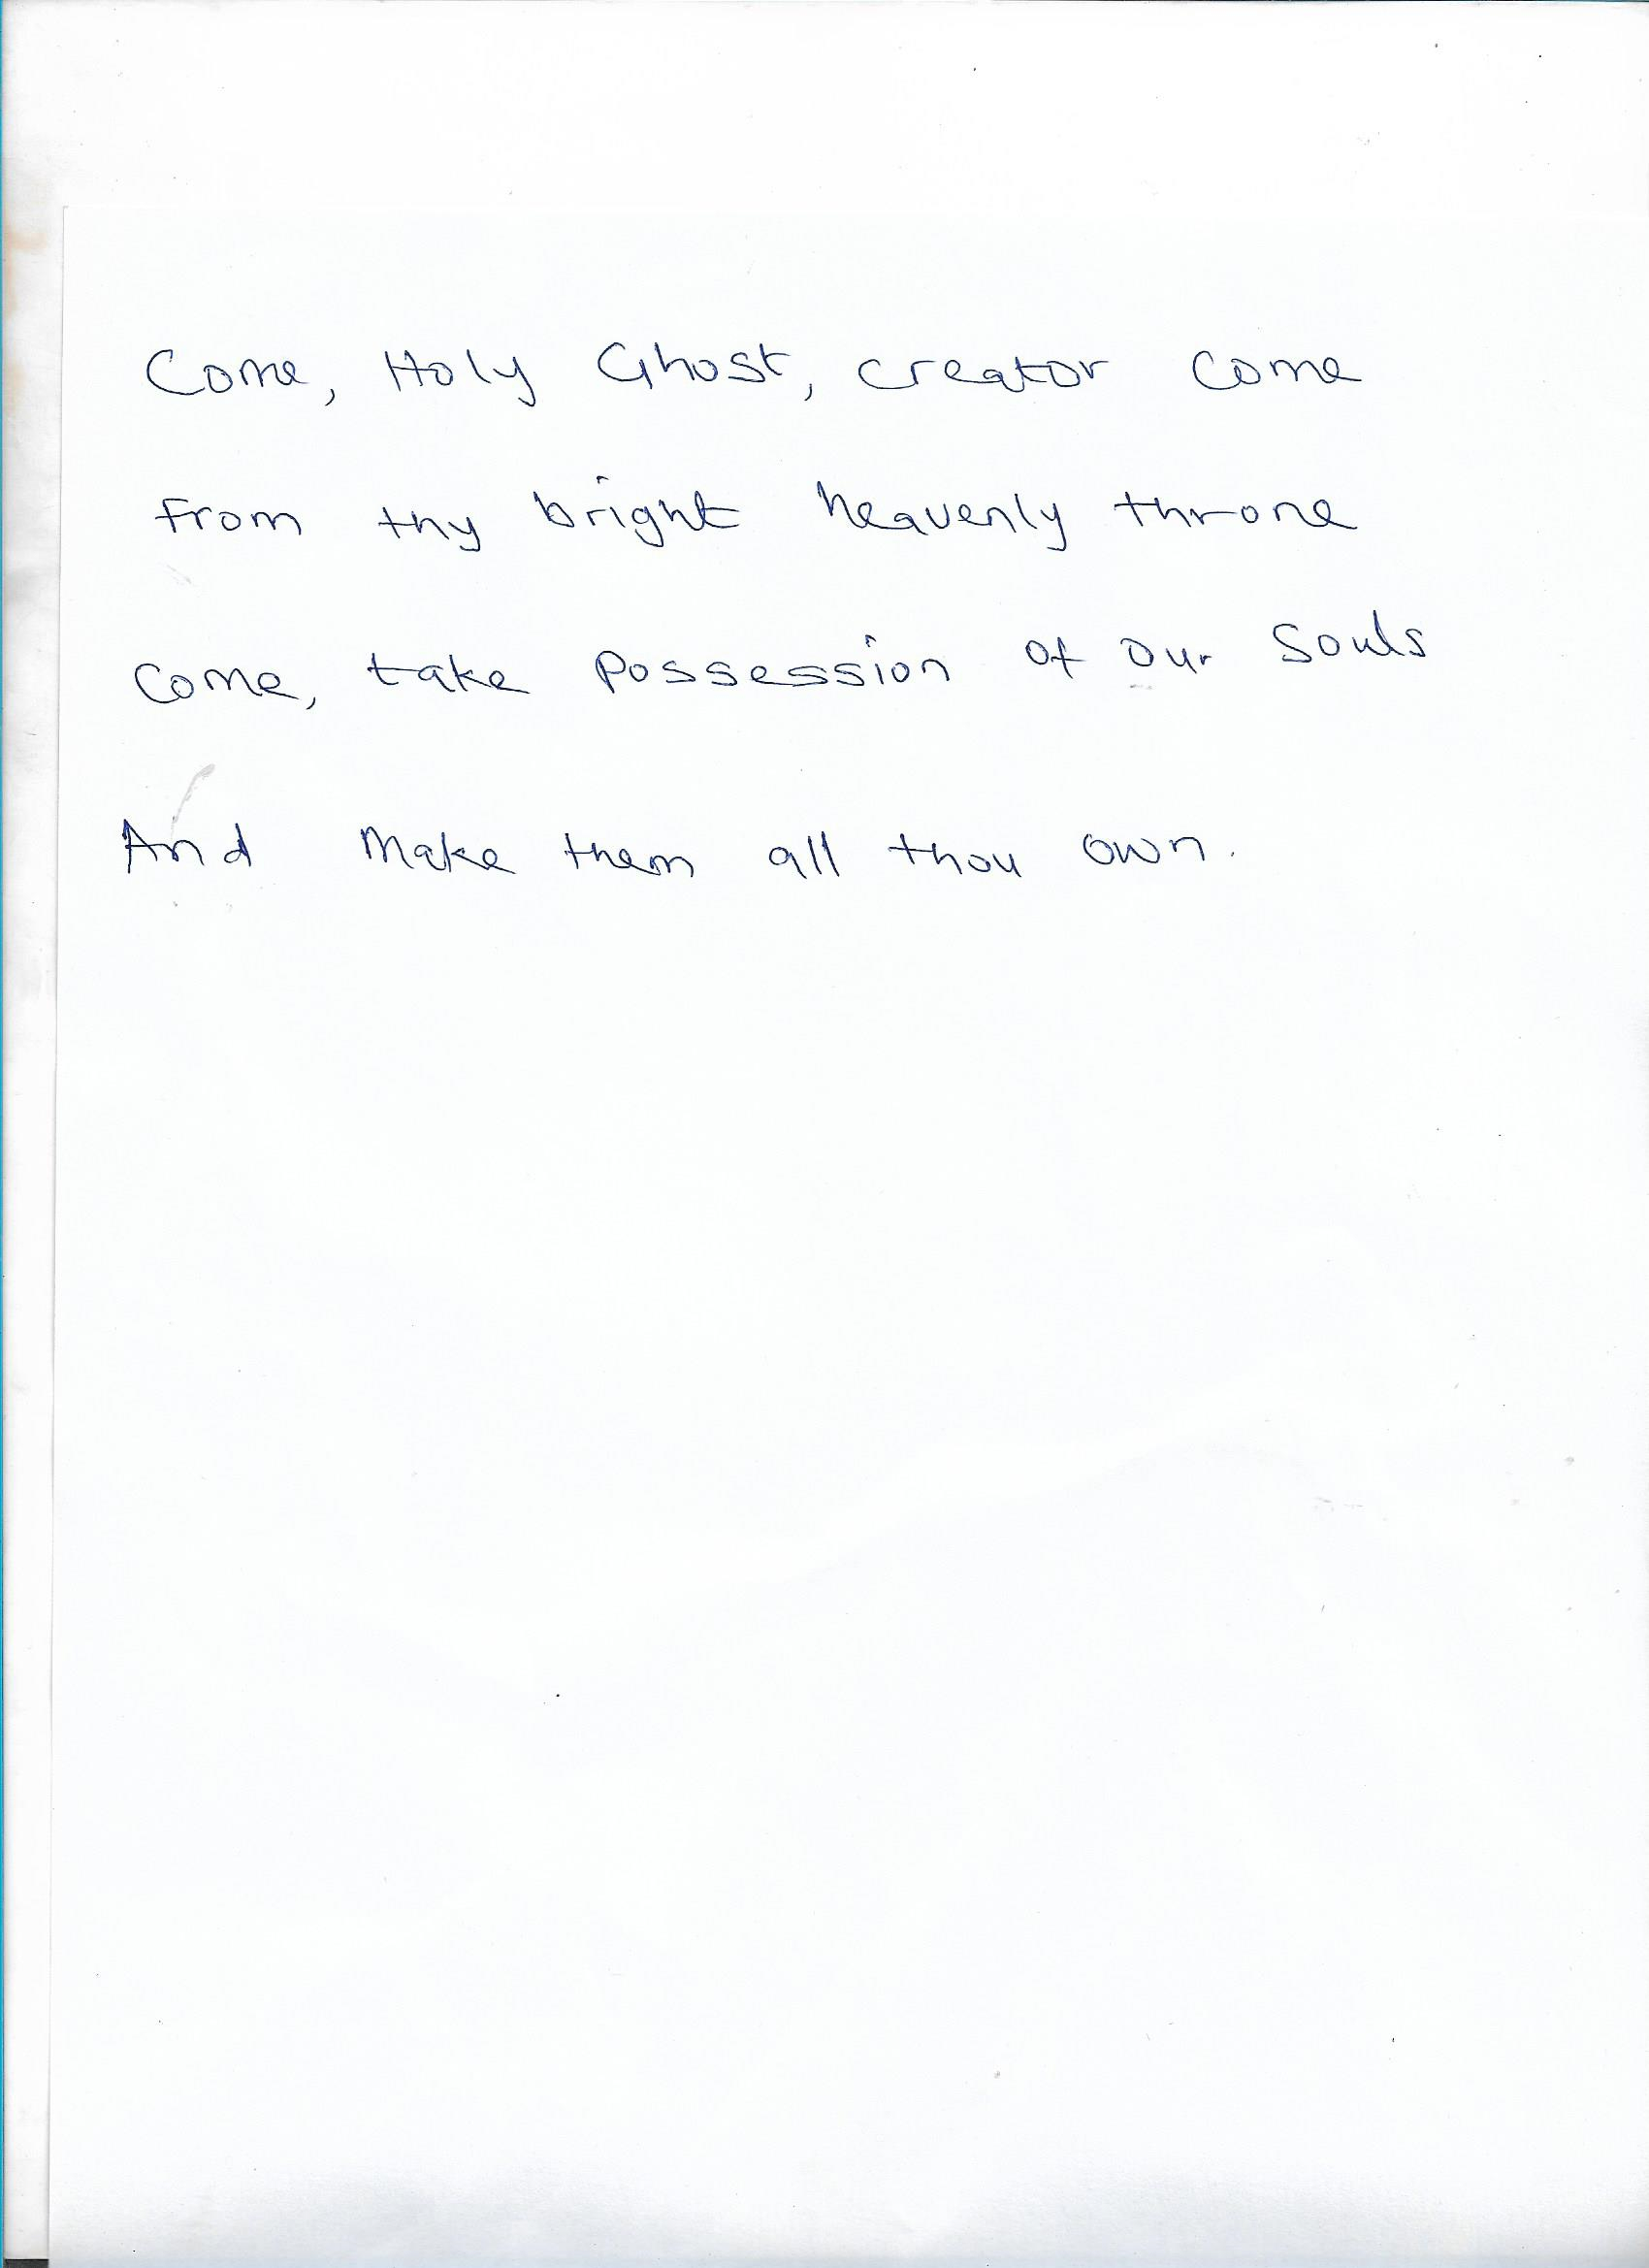 Come, Holy Ghost, creator come
from thy bright heavenly throne
come, take possession of our souls
And make them all thou own.